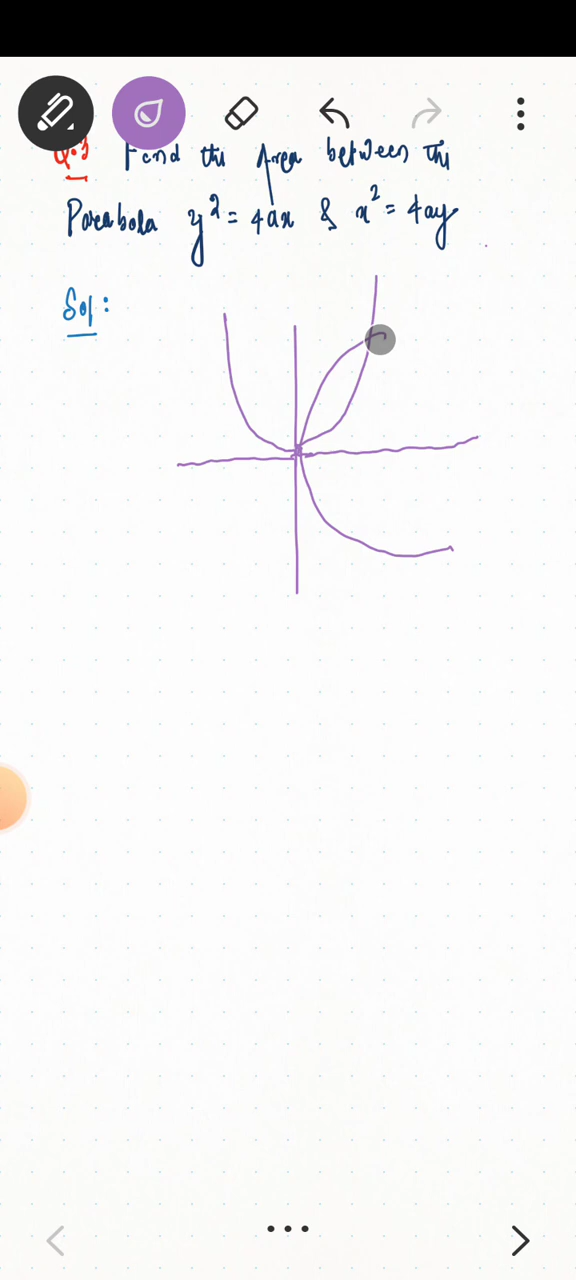 Q.3 Find the Area between the
Parabola y² = 4ax & x² = 4ay
Sol: